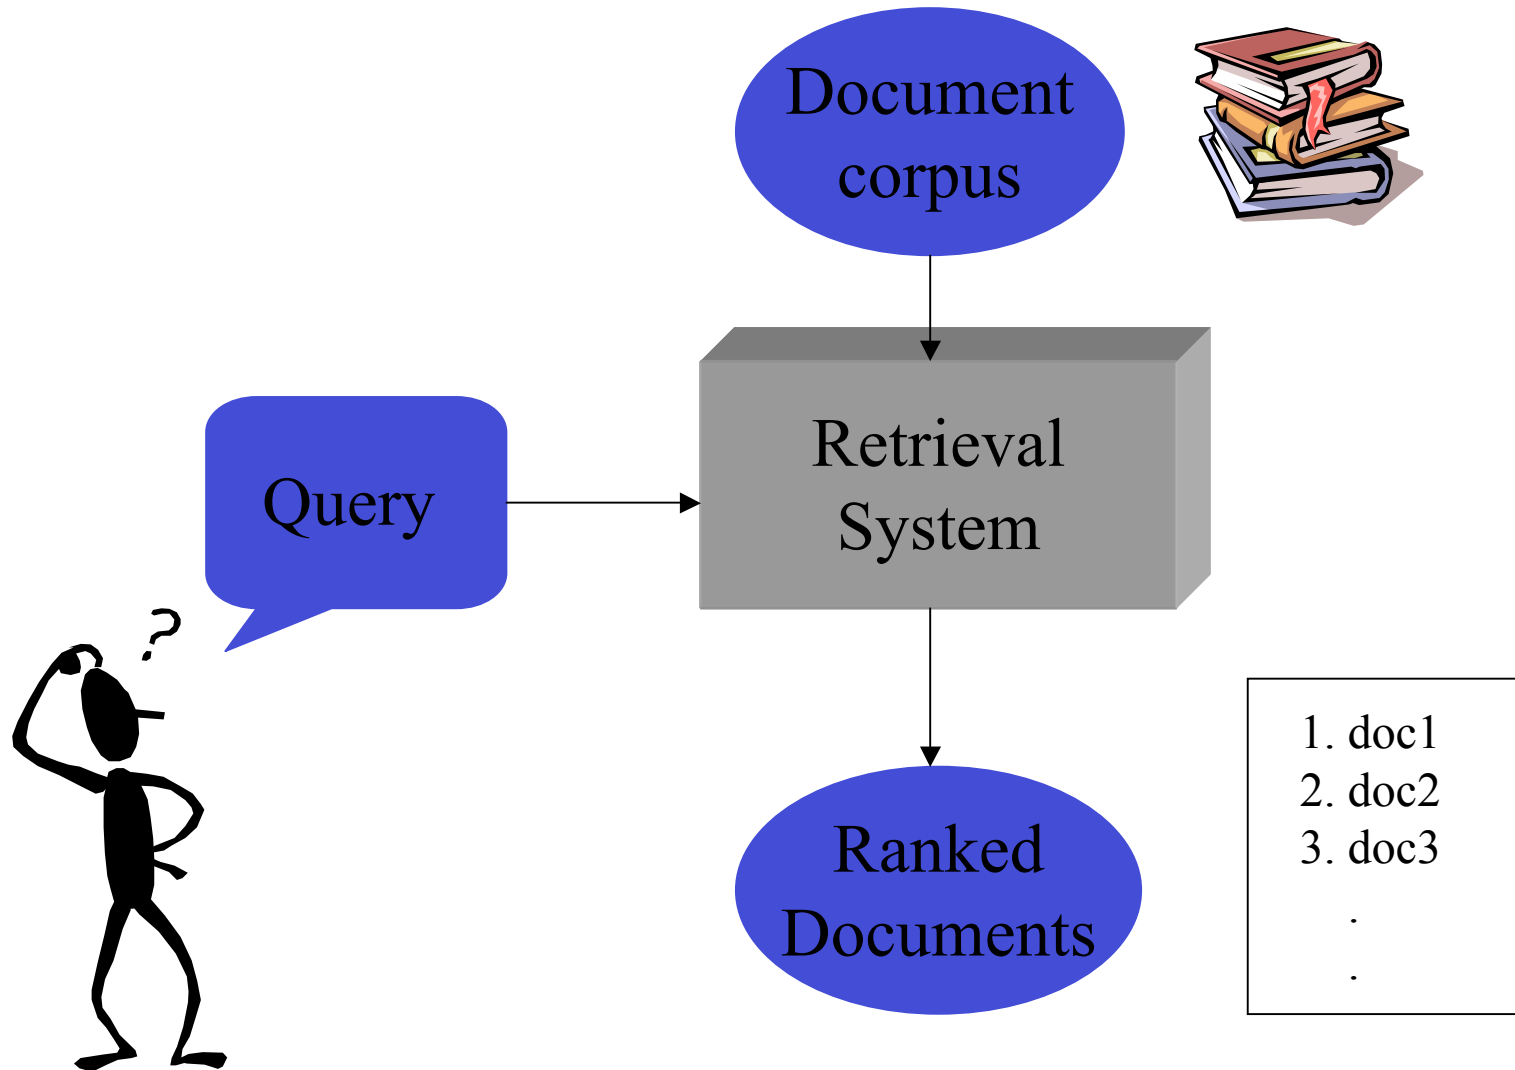 Document
corpus
Retrieval
System
Query
?
Ranked
Documents
1. doc1
2. doc2
3. doc3
.
.